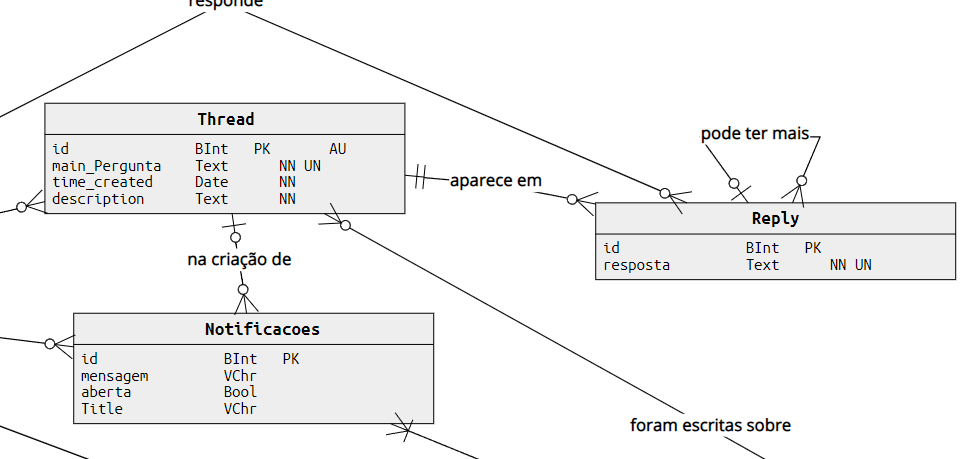 responde
Thread
id BInt PK AU
main_Pergunta Text NN UN
time_created Date NN
description Text NN
pode ter mais
aparece em
Reply
id BInt PK
resposta Text NN UN
na criação de
Notificacoes
id BInt PK
mensagem VChr
aberta Bool
Title VChr
foram escritas sobre